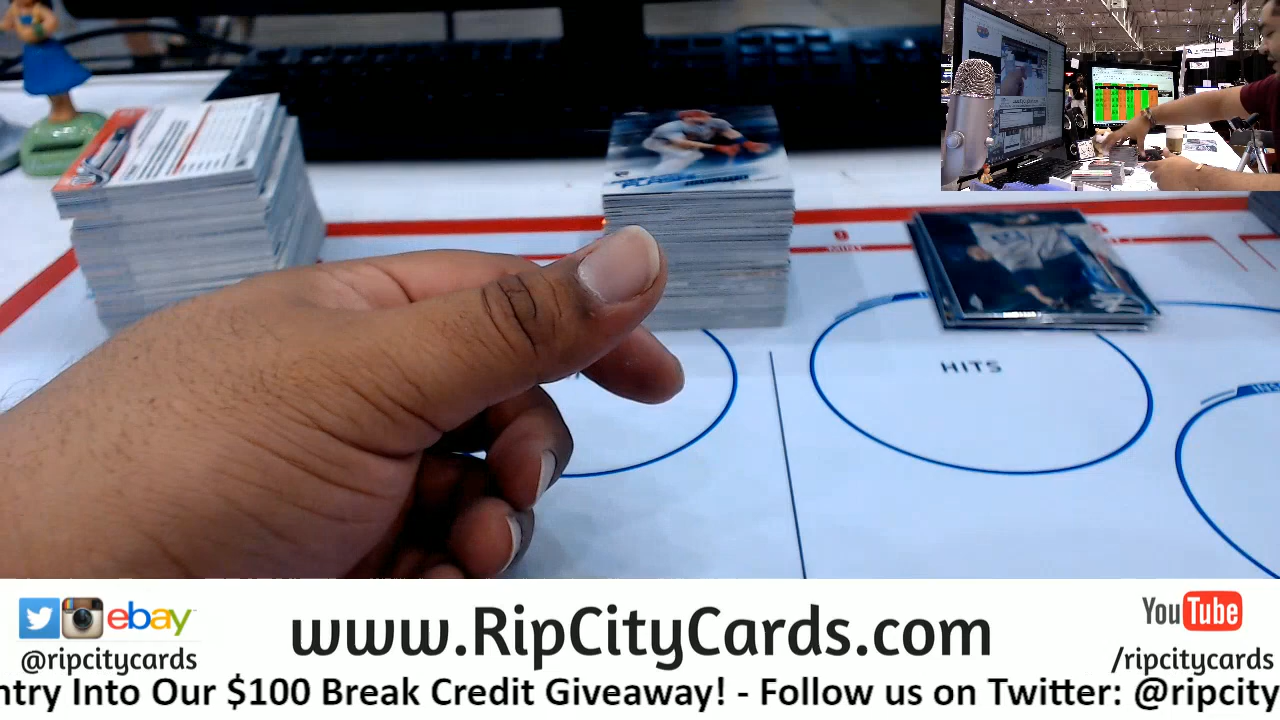 MINT
HITS
ebay
www.RipCityCards.com
YouTube
@ripcitycards
/ripcitycards
ntry Into Our $100 Break Credit Giveaway! - Follow us on Twitter: @ripcity